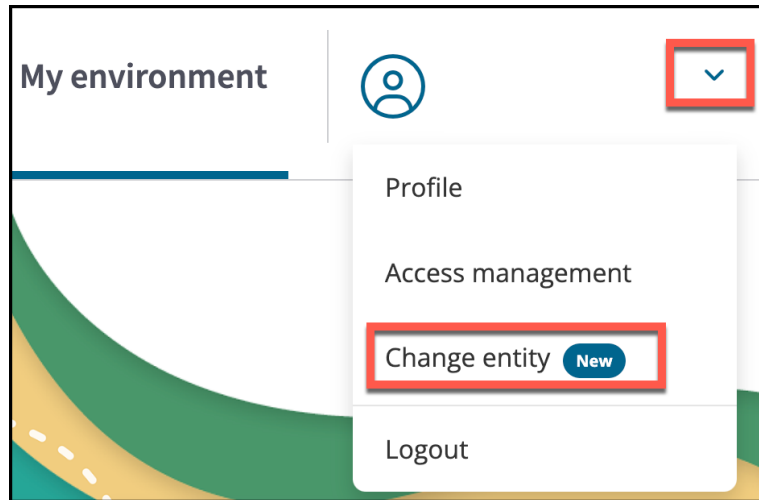 My environment
Profile
Access management
Change entity New
Logout